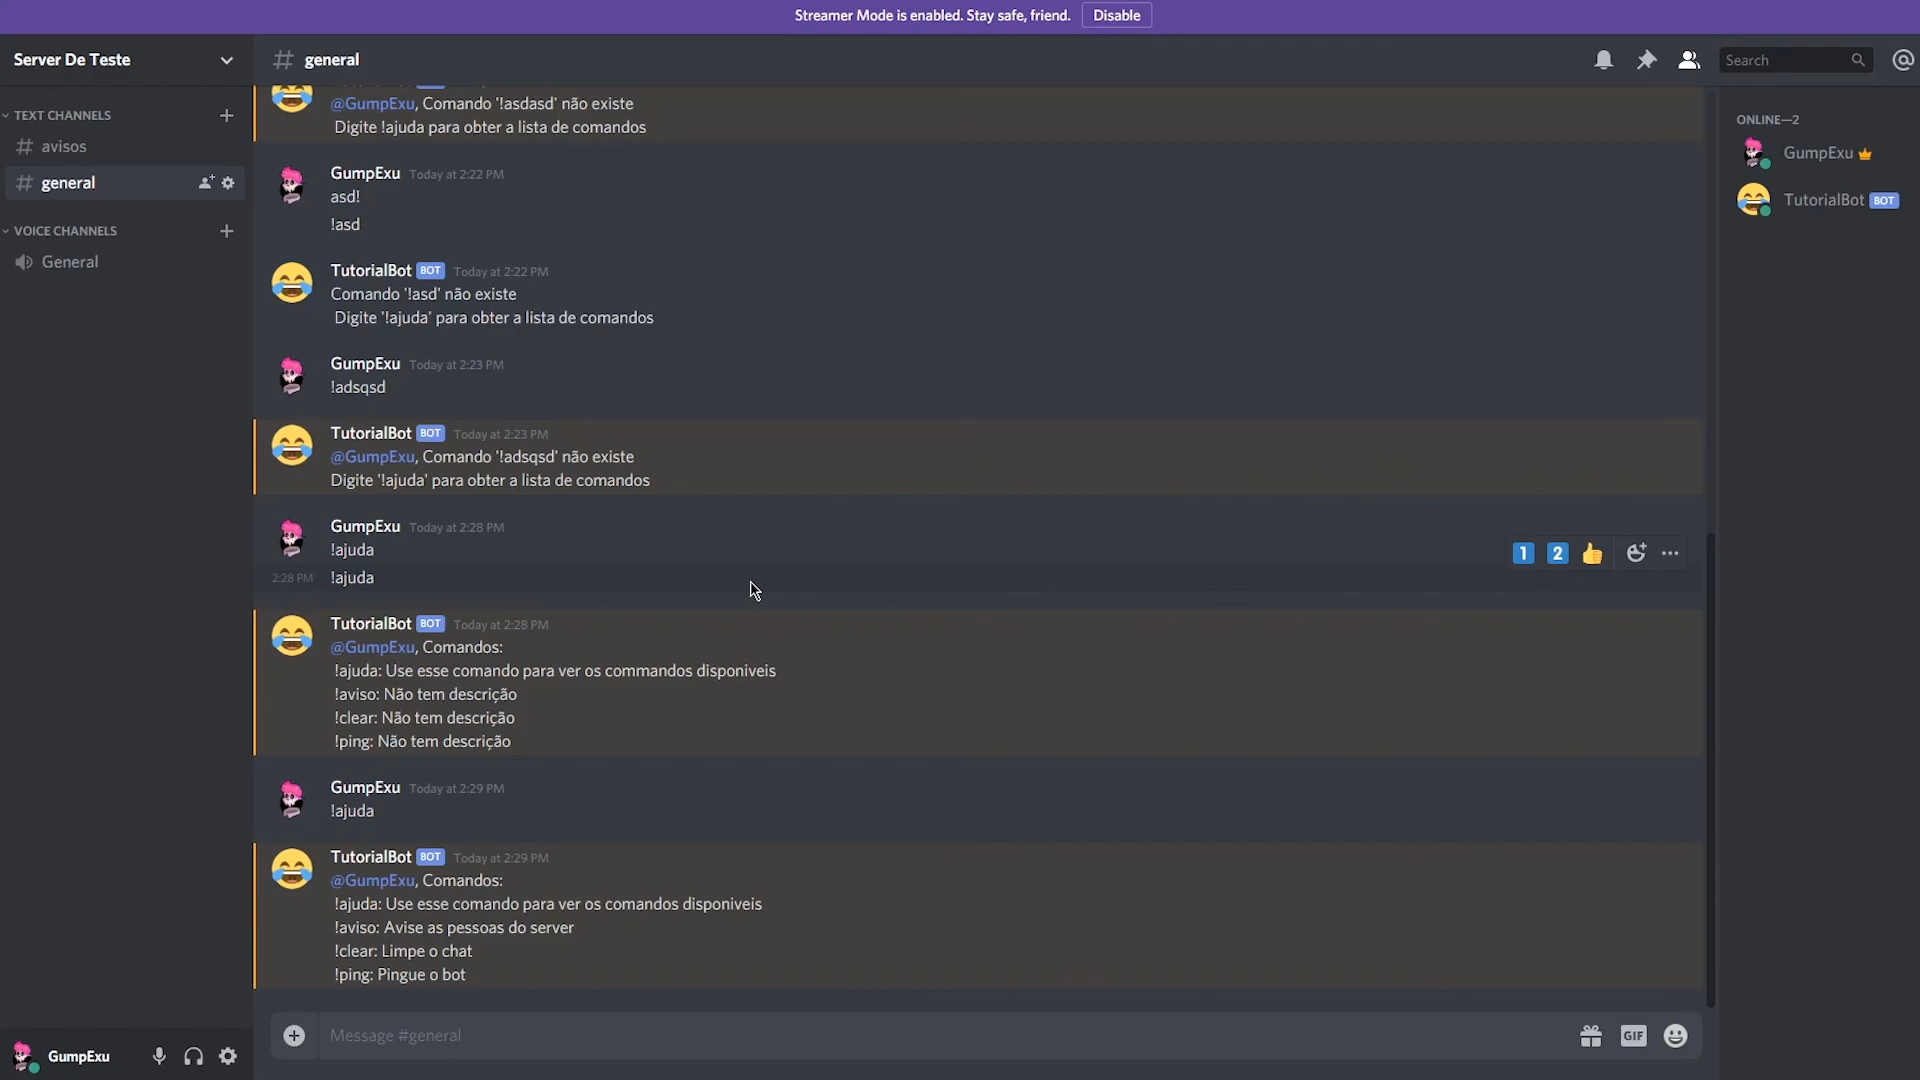 Streamer Mode is enabled. Stay safe, friend. Disable
Server De Teste
# general
Search
TEXT CHANNELS
# avisos
# general
VOICE CHANNELS
General
@GumpExu, Comando '!asdasd' não existe
Digite !ajuda para obter a lista de comandos
GumpExu Today at 2:22 PM
asd!
!asd
TutorialBot BOT Today at 2:22 PM
Comando '!asd' não existe
Digite '!ajuda' para obter a lista de comandos
GumpExu Today at 2:23 PM
!adsqsd
TutorialBot BOT Today at 2:23 PM
@GumpExu, Comando '!adsqsd' não existe
Digite '!ajuda' para obter a lista de comandos
GumpExu Today at 2:28 PM
!ajuda
1 2
2:28 PM !ajuda
TutorialBot BOT Today at 2:28 PM
@GumpExu, Comandos:
!ajuda: Use esse comando para ver os commandos disponiveis
!aviso: Não tem descrição
!clear: Não tem descrição
!ping: Não tem descrição
GumpExu Today at 2:29 PM
!ajuda
TutorialBot BOT Today at 2:29 PM
@GumpExu, Comandos:
!ajuda: Use esse comando para ver os comandos disponiveis
!aviso: Avise as pessoas do server
!clear: Limpe o chat
!ping: Pingue o bot
Message #general
GIF
ONLINE—2
GumpExu
TutorialBot BOT
GumpExu